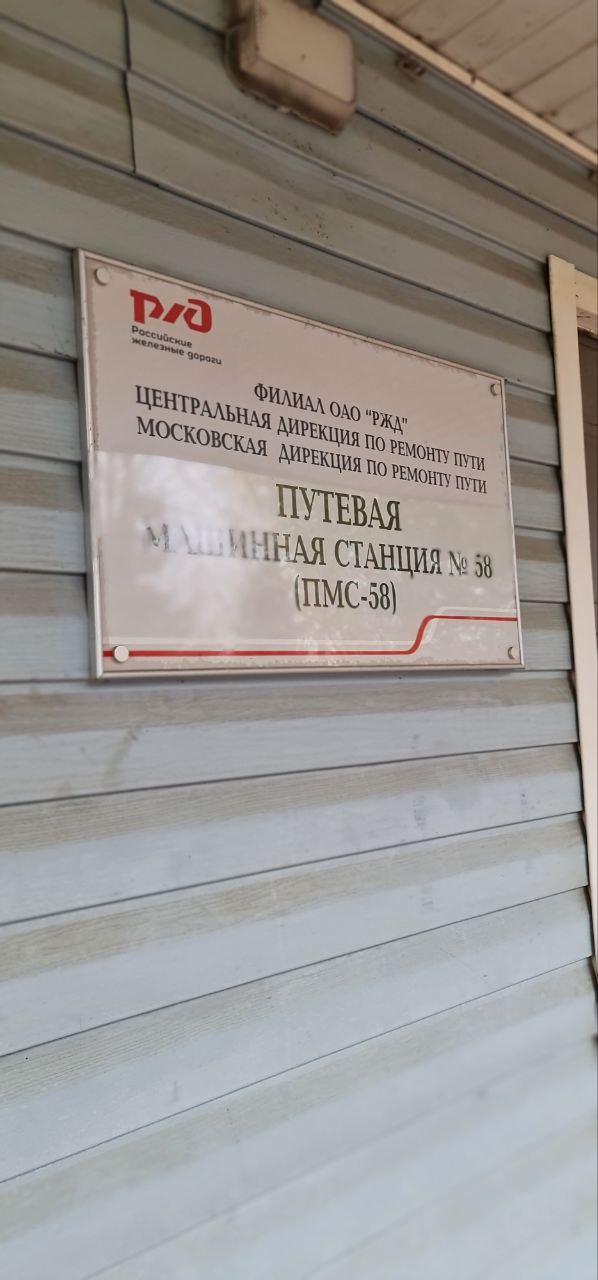 РЖД
Российские
железные дороги
ФИЛИАЛ ОАО "РЖД"
ЦЕНТРАЛЬНАЯ ДИРЕКЦИЯ ПО РЕМОНТУ ПУТИ
МОСКОВСКАЯ ДИРЕКЦИЯ ПО РЕМОНТУ ПУТИ
ПУТЕВАЯ
МАШИННАЯ СТАНЦИЯ № 58
(ПМС-58)